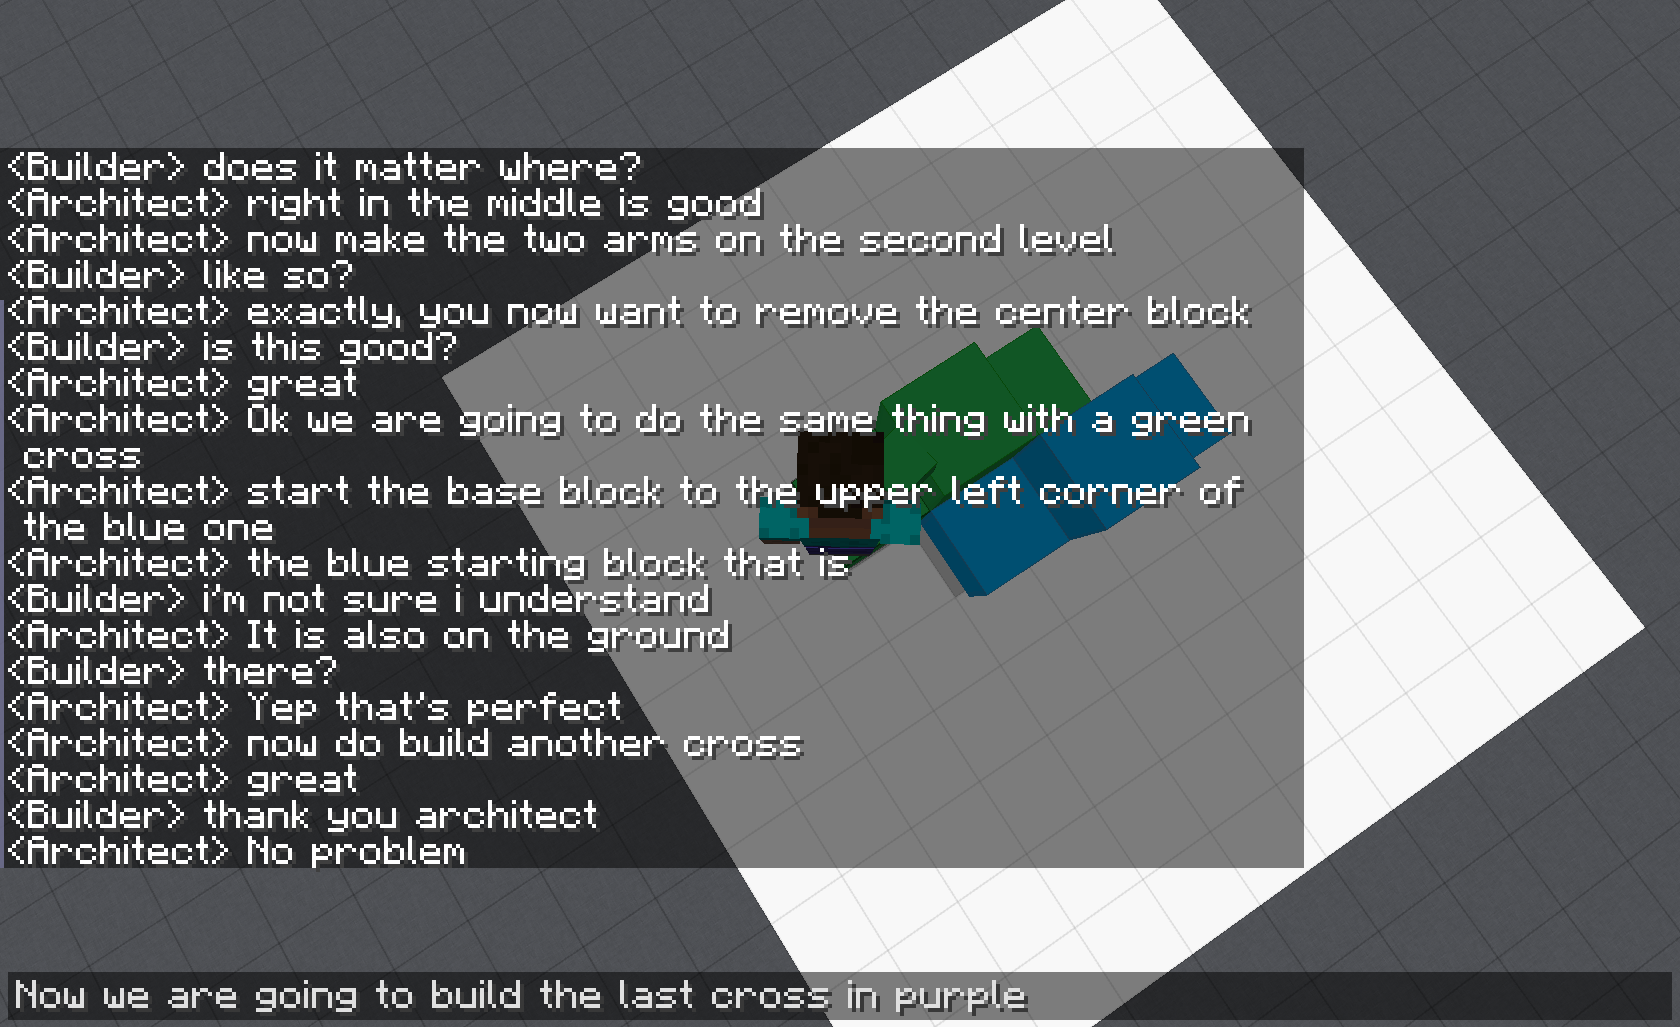 <Builder> does it matter where?
<Architect> right in the middle is good
<Architect> now make the two arms on the second level
<Builder> like so?
<Architect> exactly, you now want to remove the center block
<Builder> is this good?
<Architect> great
<Architect> Ok we are going to do the same thing with a green
cross
<Architect> start the base block to the upper left corner of
the blue one
<Architect> the blue starting block that is
<Builder> i'm not sure i understand
<Architect> It is also on the ground
<Builder> there?
<Architect> Yep that's perfect
<Architect> now do build another cross
<Architect> great
<Builder> thank you architect
<Architect> No problem
Now we are going to build the last cross in purple